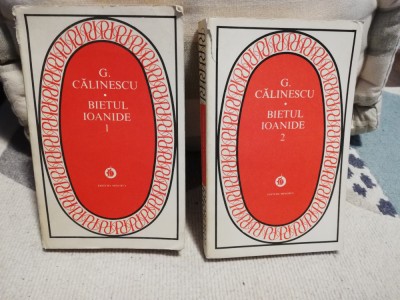 G.
CĂLINESCU
•
BIETUL
IOANIDE
1
G.
CĂLINESCU
•
BIETUL
IOANIDE
2